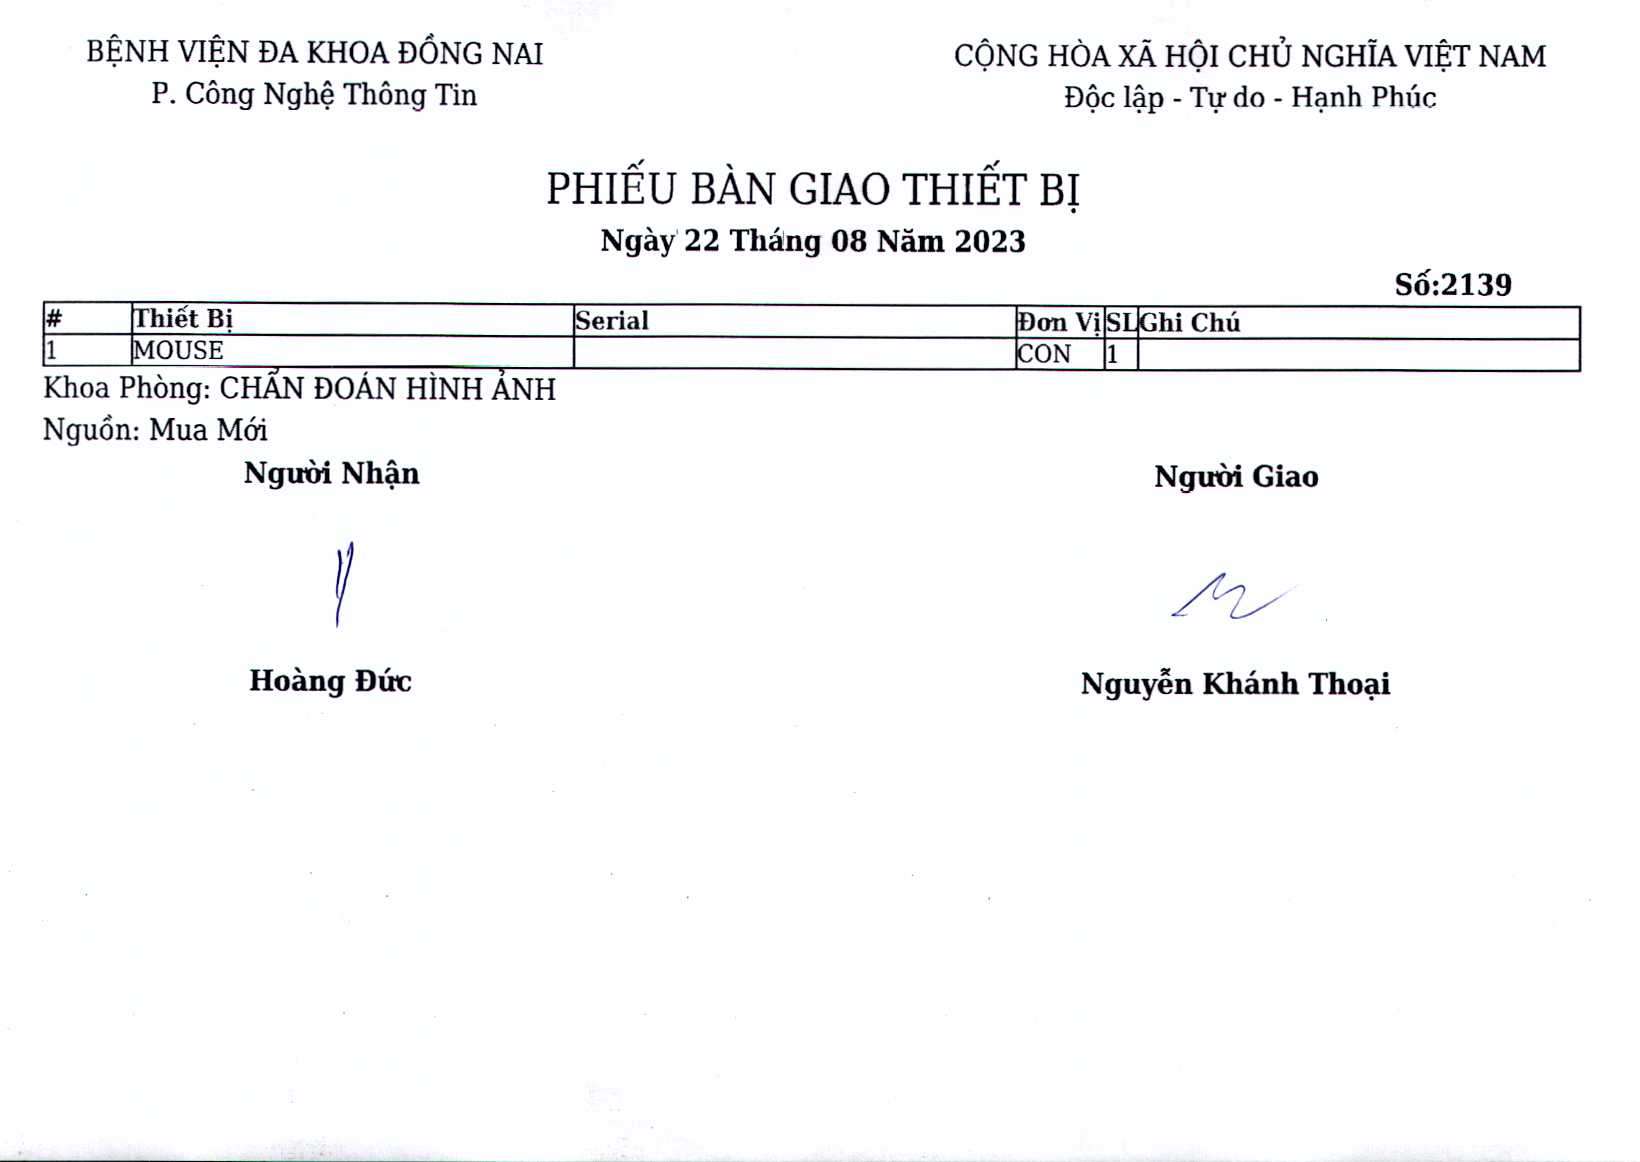 BỆNH VIỆN ĐA KHOA ĐỒNG NAI
P. Công Nghệ Thông Tin
CỘNG HÒA XÃ HỘI CHỦ NGHĨA VIỆT NAM
Độc lập - Tự do - Hạnh Phúc
PHIẾU BÀN GIAO THIẾT BỊ
Ngày 22 Tháng 08 Năm 2023
Số:2139
# Thiết Bị Serial Đơn Vị SL Ghi Chú
1 MOUSE CON 1
Khoa Phòng: CHẨN ĐOÁN HÌNH ẢNH
Nguồn: Mua Mới
Người Nhận Người Giao
Hoàng Đức Nguyễn Khánh Thoại